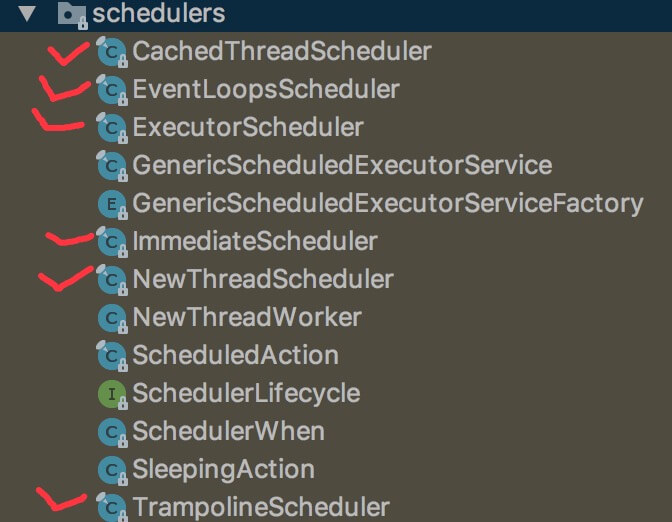 schedulers
C CachedThreadScheduler
C EventLoopsScheduler
C ExecutorScheduler
C GenericScheduledExecutorService
E GenericScheduledExecutorServiceFactory
C ImmediateScheduler
C NewThreadScheduler
C NewThreadWorker
C ScheduledAction
I SchedulerLifecycle
C SchedulerWhen
C SleepingAction
C TrampolineScheduler